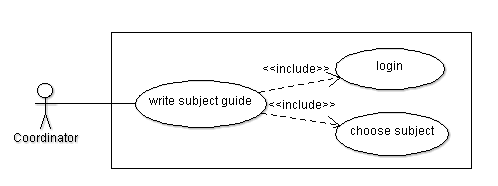 <<include>>
login
write subject guide
<<include>>
choose subject
Coordinator